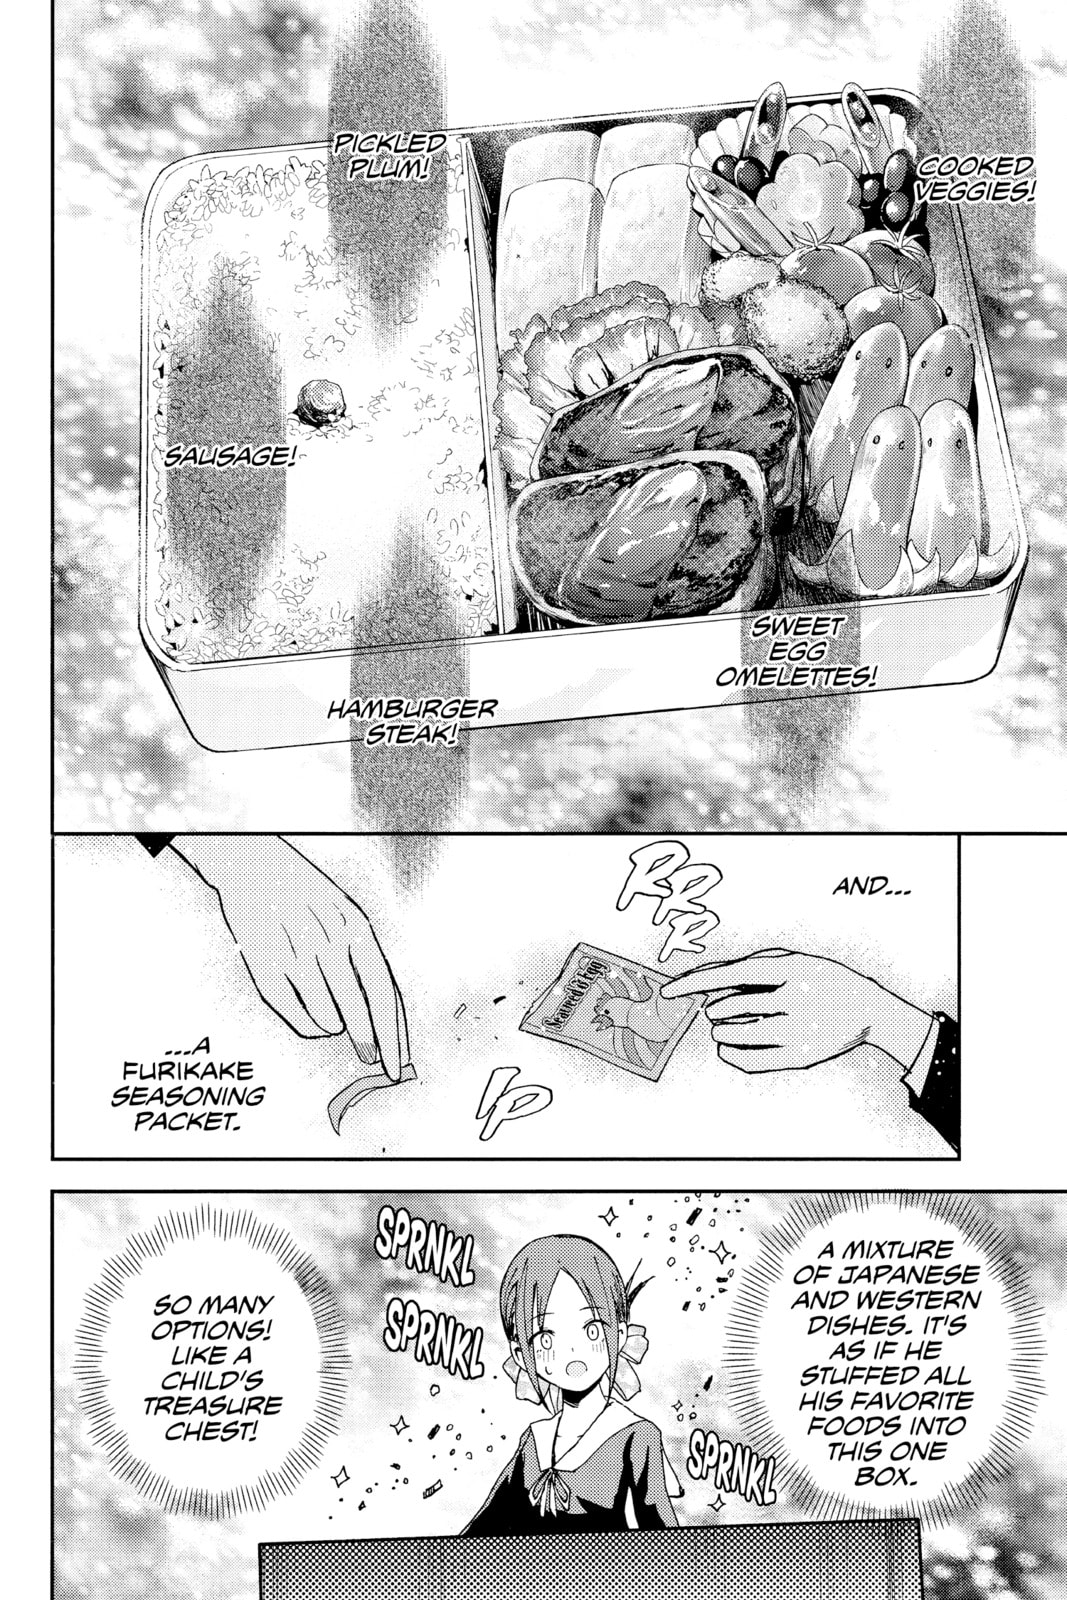 COOKED
VEGGIES!
PICKLED
PLUM!
SAUSAGE!
SWEET
EGG
OMELETTES!
HAMBURGER
STEAK!
AND...
RR
R
Seaweed & Egg
IP
...A
FURIKAKE
SEASONING
PACKET.
A MIXTURE
OF JAPANESE
AND WESTERN
DISHES. IT'S
AS IF HE
STUFFED ALL
HIS FAVORITE
FOODS INTO
THIS ONE
BOX.
SPRNKL
SPRNKL
SPRNKL
SO MANY
OPTIONS!
LIKE A
CHILD'S
TREASURE
CHEST!